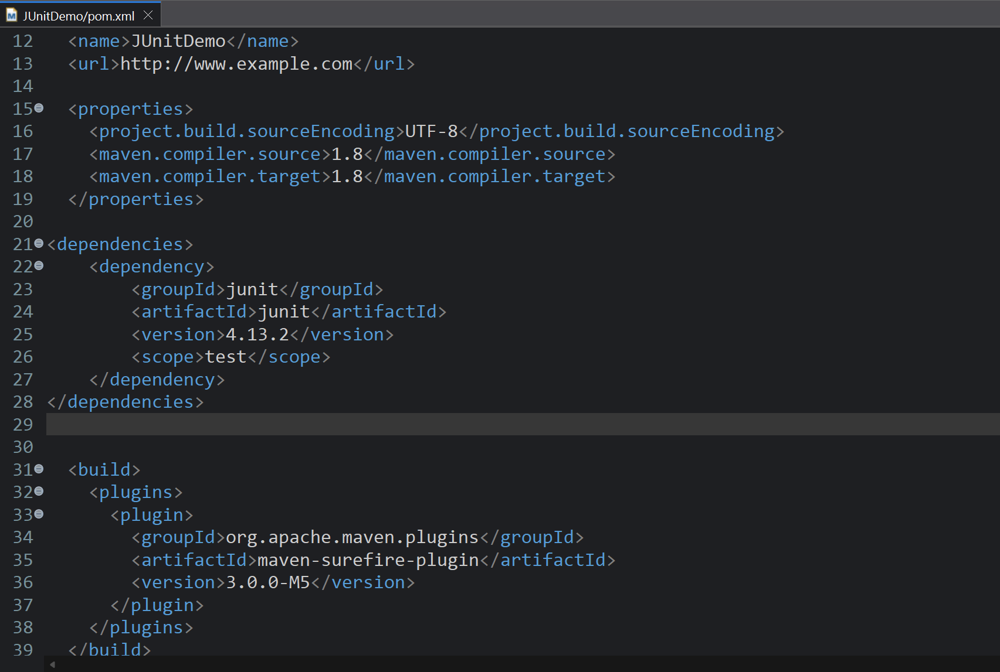 JUnitDemo/pom.xml
12 <name>JUnitDemo</name>
13 <url>http://www.example.com</url>
14
15 <properties>
16 <project.build.sourceEncoding>UTF-8</project.build.sourceEncoding>
17 <maven.compiler.source>1.8</maven.compiler.source>
18 <maven.compiler.target>1.8</maven.compiler.target>
19 </properties>
20
21 <dependencies>
22 <dependency>
23 <groupId>junit</groupId>
24 <artifactId>junit</artifactId>
25 <version>4.13.2</version>
26 <scope>test</scope>
27 </dependency>
28 </dependencies>
29
30
31 <build>
32 <plugins>
33 <plugin>
34 <groupId>org.apache.maven.plugins</groupId>
35 <artifactId>maven-surefire-plugin</artifactId>
36 <version>3.0.0-M5</version>
37 </plugin>
38 </plugins>
39 </build>